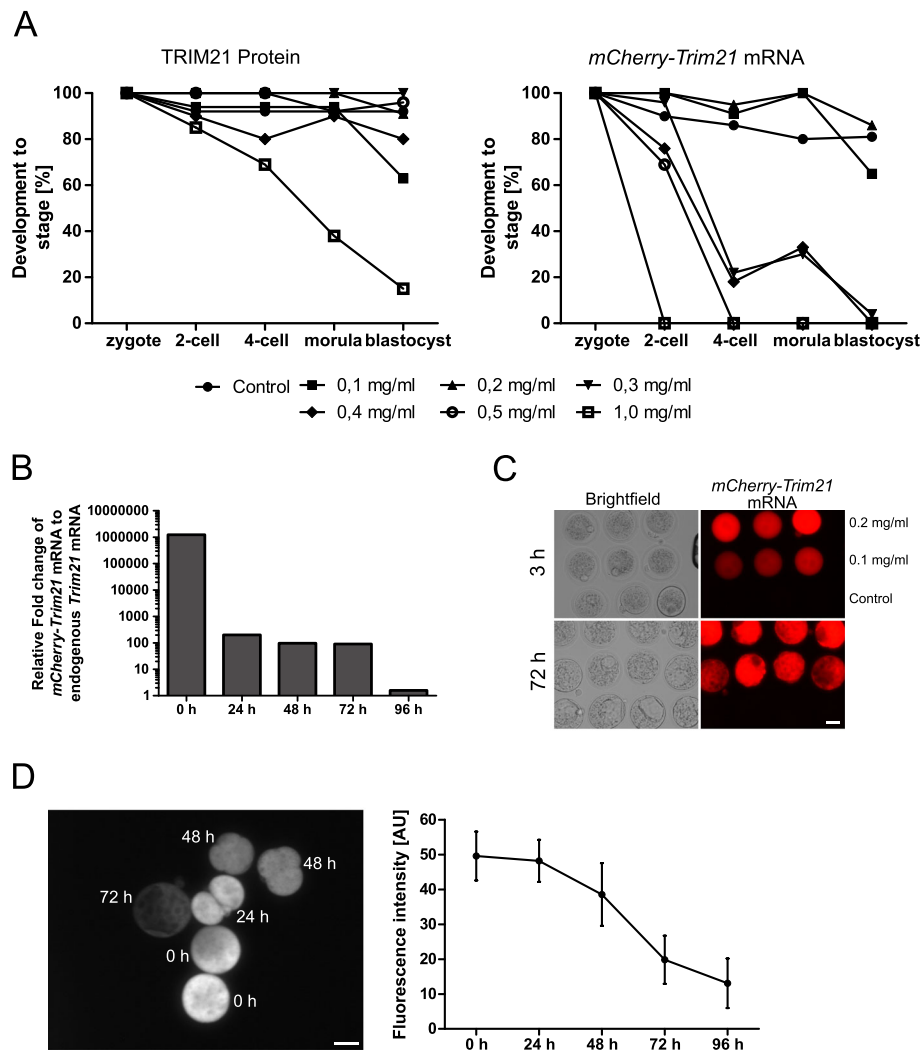 A
TRIM21 Protein
mCherry-Trim21 mRNA
Development to
stage [%]
100
80
60
40
20
0
zygote 2-cell 4-cell morula blastocyst
Development to
stage [%]
100
80
60
40
20
0
zygote 2-cell 4-cell morula blastocyst
Control 0,1 mg/ml 0,2 mg/ml 0,3 mg/ml
0,4 mg/ml 0,5 mg/ml 1,0 mg/ml
B
Relative Fold change of
mCherry-Trim21 mRNA to
endogenous Trim21 mRNA
10000000
1000000
100000
10000
1000
100
10
1
0 h 24 h 48 h 72 h 96 h
C
Brightfield
mCherry-Trim21
mRNA
3 h
0.2 mg/ml
0.1 mg/ml
Control
72 h
D
48 h
48 h
72 h
24 h
0 h
0 h
Fluorescence intensity [AU]
60
50
40
30
20
10
0
0 h 24 h 48 h 72 h 96 h